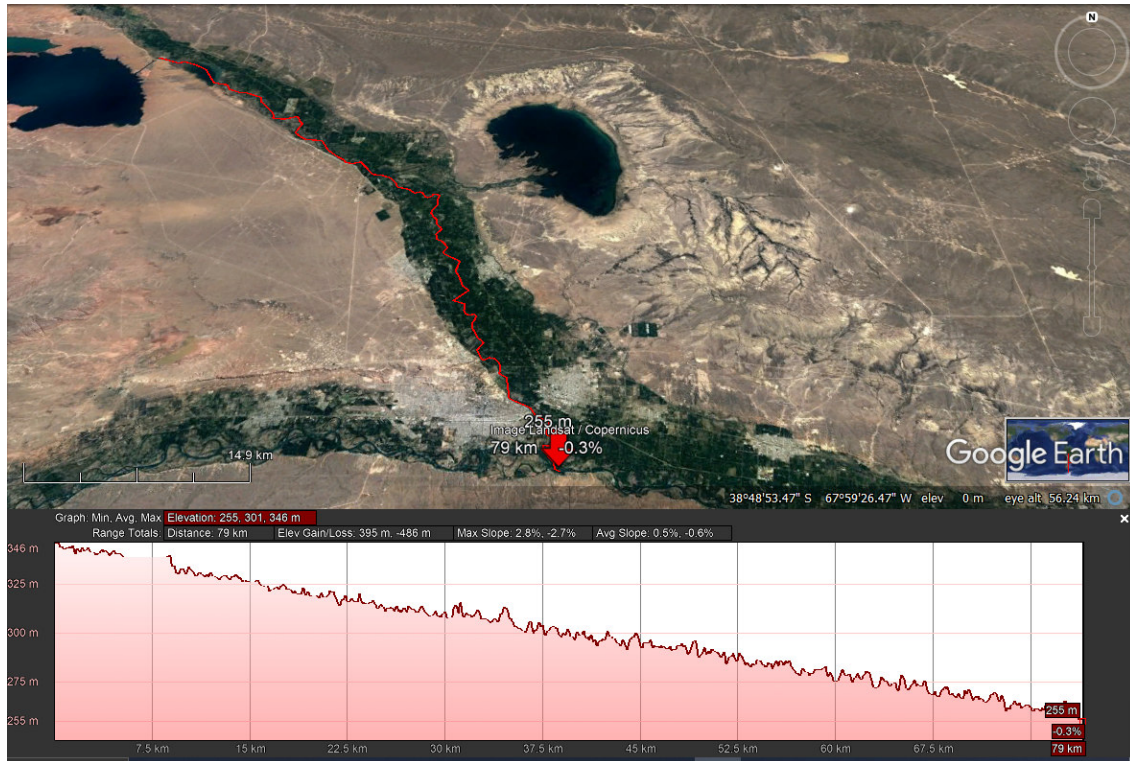 N
255 m
Image Landsat / Copernicus
79 km -0.3%
14.9 km
Google Earth
38°48'53.47" S 67°59'26.47" W elev 0 m eye alt 56.24 km
Graph: Min, Avg, Max Elevation: 255, 301, 346 m
Range Totals: Distance: 79 km Elev Gain/Loss: 395 m, -486 m Max Slope: 2.8%, -2.7% Avg Slope: 0.5%, -0.6%
346 m
325 m
300 m
275 m
255 m
255 m
-0.3%
7.5 km 15 km 22.5 km 30 km 37.5 km 45 km 52.5 km 60 km 67.5 km 79 km